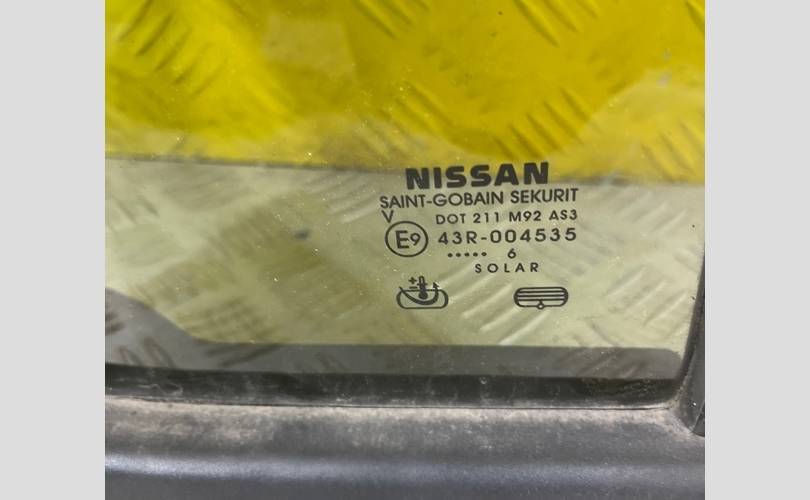 NISSAN
SAINT-GOBAIN SEKURIT
V DOT 211 M92 AS3
E9 43R-004535
..... 6
SOLAR